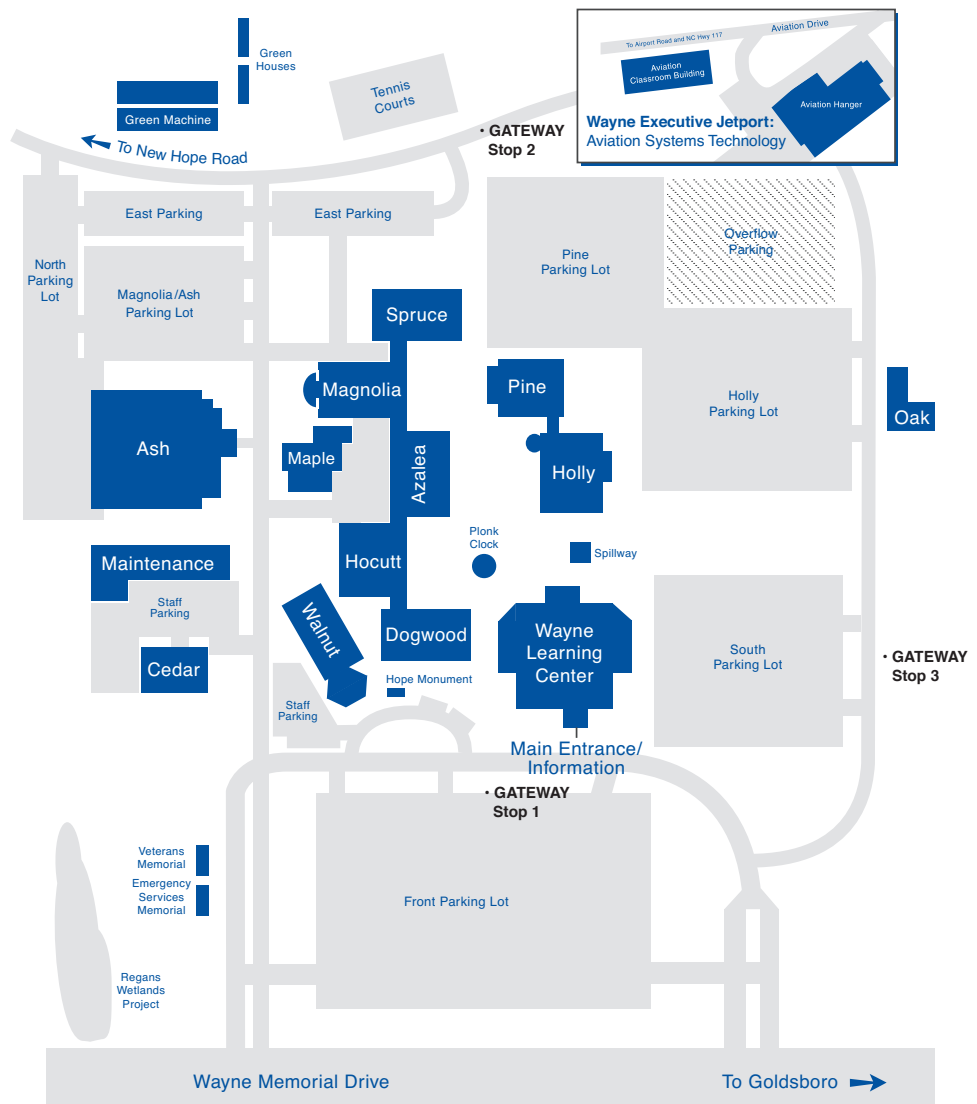 Green
Houses
Green Machine
To New Hope Road
Tennis
Courts
• GATEWAY
Stop 2
To Airport Road and NC Hwy 117
Aviation Drive
Aviation
Classroom Building
Aviation Hanger
Wayne Executive Jetport:
Aviation Systems Technology
East Parking
East Parking
North
Parking
Lot
Magnolia/Ash
Parking Lot
Pine
Parking Lot
Overflow
Parking
Spruce
Magnolia
Pine
Holly
Parking Lot
Oak
Ash
Maple
Azalea
Holly
Plonk
Clock
Spillway
Maintenance
Hocutt
Staff
Parking
Walnut
Dogwood
Wayne
Learning
Center
South
Parking Lot
• GATEWAY
Stop 3
Cedar
Hope Monument
Staff
Parking
Main Entrance/
Information
• GATEWAY
Stop 1
Veterans
Memorial
Emergency
Services
Memorial
Front Parking Lot
Regans
Wetlands
Project
Wayne Memorial Drive
To Goldsboro